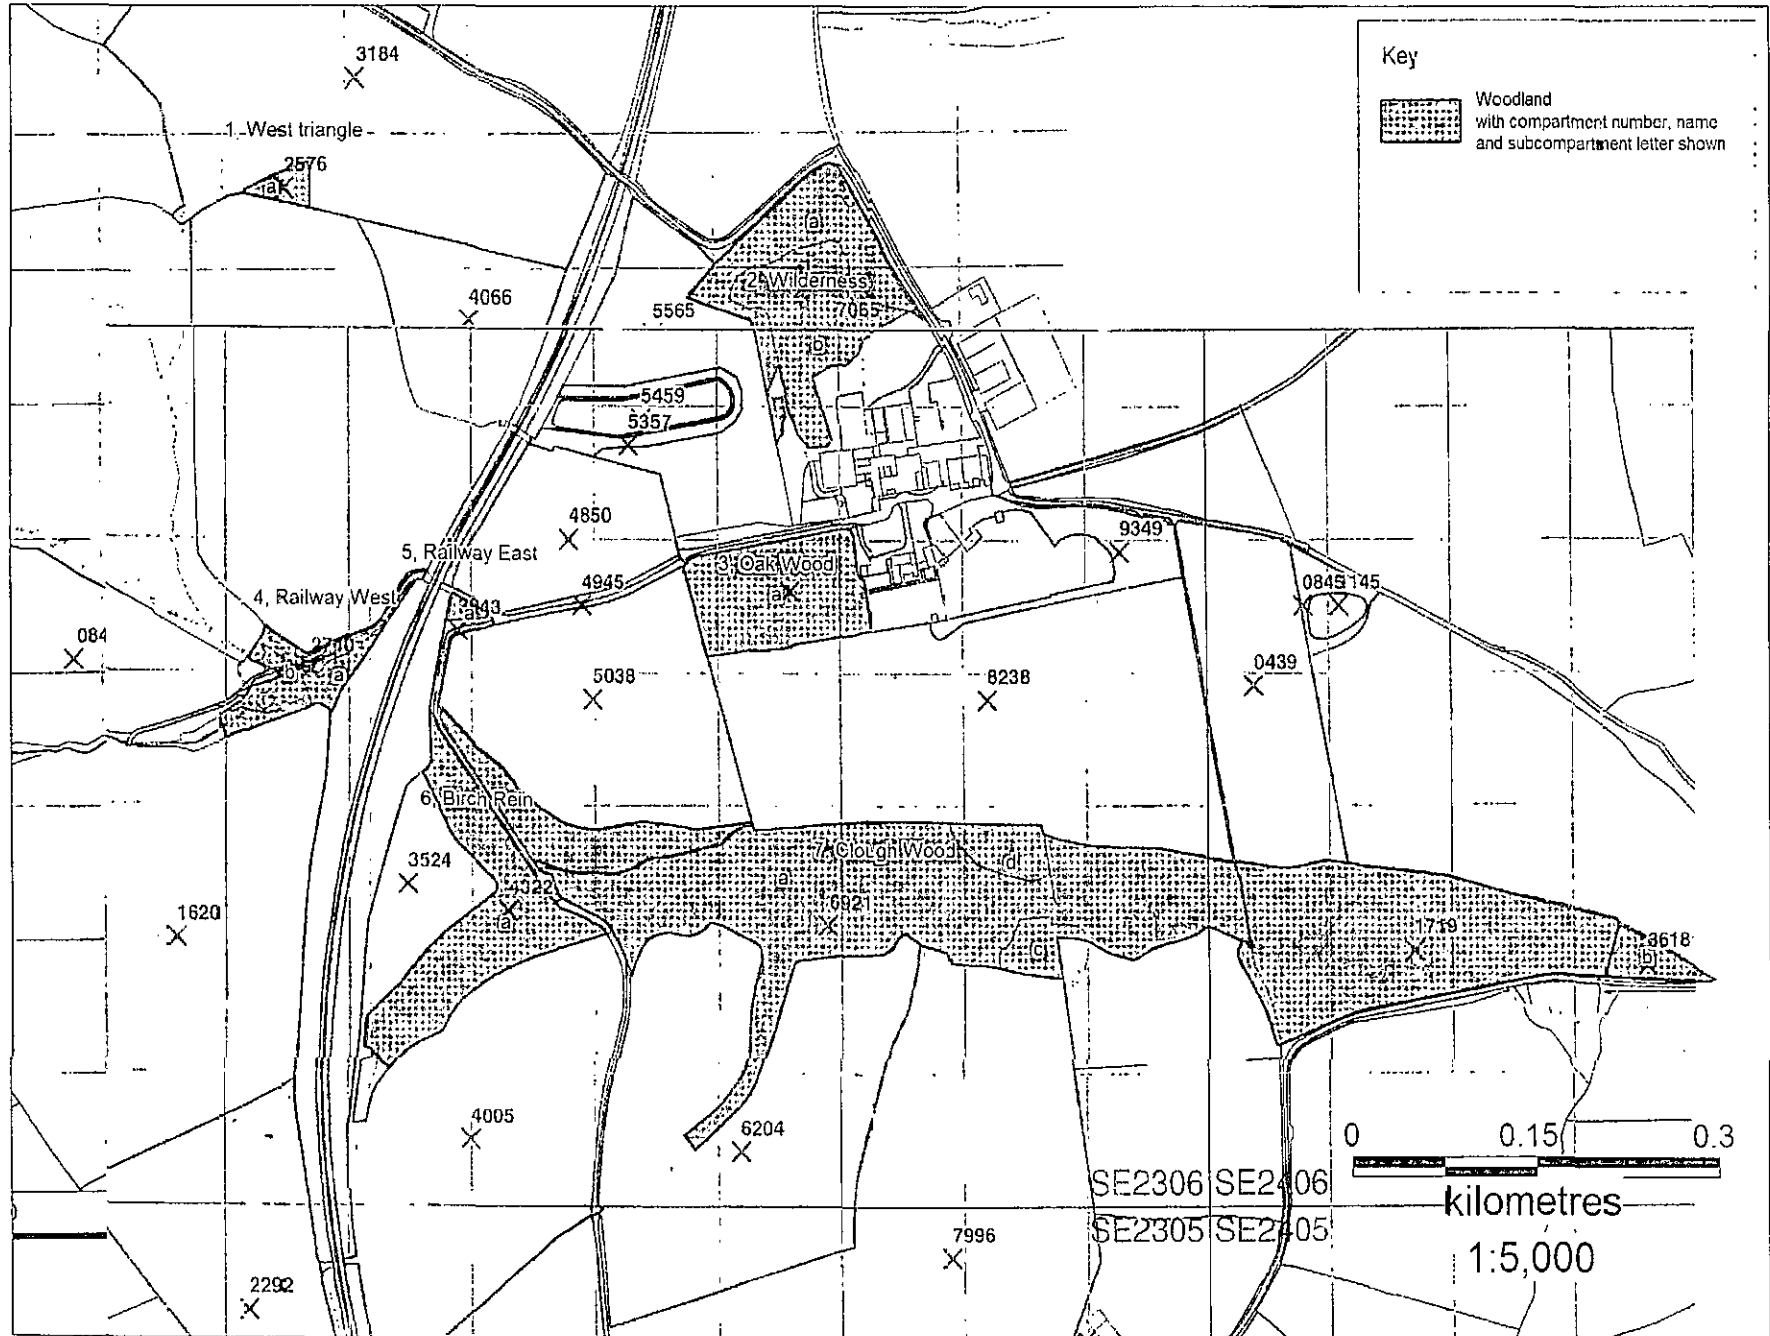 Key
Woodland
with compartment number, name
and subcompartment letter shown
3184
1, West triangle
2576
a
a
2, Wilderness
4066
5565
7065
b
5459
5357
4850
9349
5, Railway East
3, Oak Wood
4, Railway West
4945
a
a
084
b
a
5038
8238
0439
6, Birch Rein
7, Clough Wood
d
3524
a
4322
6921
a
1620
1719
c
3618
b
0
0.15
0.3
4005
6204
SE2306
SE2406
kilometres
SE2305
SE2405
7996
1:5,000
2292